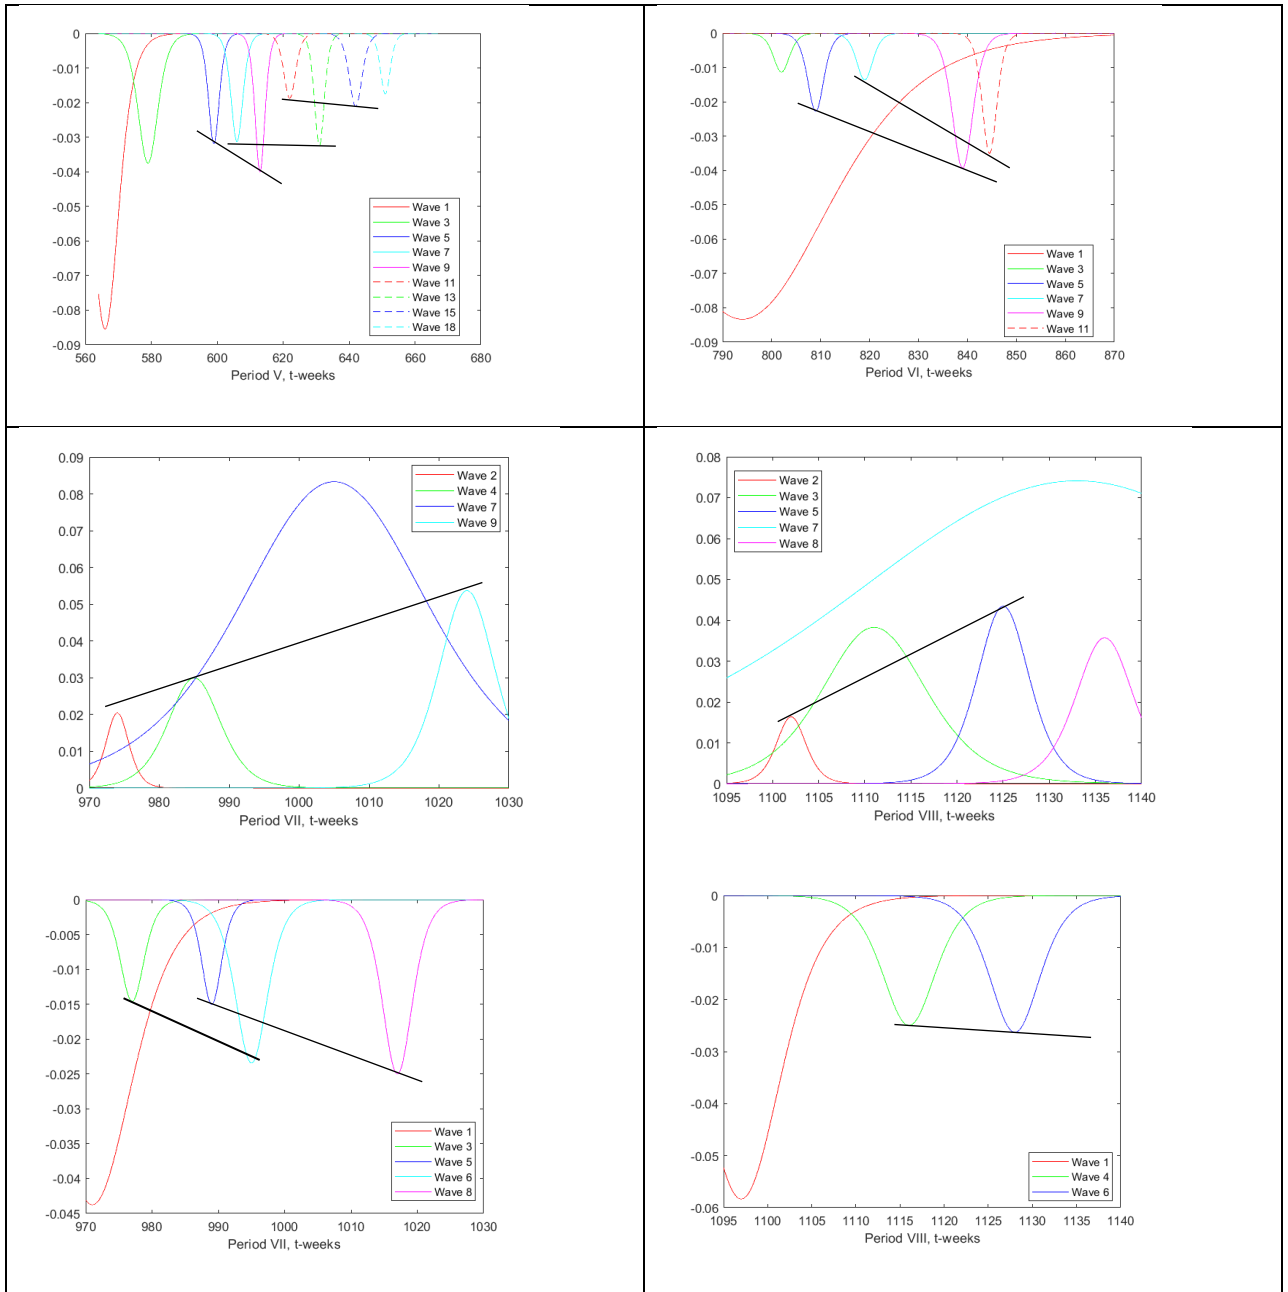 0
-0.01
-0.02
-0.03
-0.04
-0.05
-0.06
-0.07
-0.08
-0.09
560 580 600 620 640 660 680
Period V, t-weeks
Wave 1
Wave 3
Wave 5
Wave 7
Wave 9
Wave 11
Wave 13
Wave 15
Wave 18
0
-0.01
-0.02
-0.03
-0.04
-0.05
-0.06
-0.07
-0.08
-0.09
790 800 810 820 830 840 850 860 870
Period VI, t-weeks
Wave 1
Wave 3
Wave 5
Wave 7
Wave 9
Wave 11
0.09
0.08
0.07
0.06
0.05
0.04
0.03
0.02
0.01
0
970 980 990 1000 1010 1020 1030
Period VII, t-weeks
Wave 2
Wave 4
Wave 7
Wave 9
0.08
0.07
0.06
0.05
0.04
0.03
0.02
0.01
0
1095 1100 1105 1110 1115 1120 1125 1130 1135 1140
Period VIII, t-weeks
Wave 2
Wave 3
Wave 5
Wave 7
Wave 8
0
-0.005
-0.01
-0.015
-0.02
-0.025
-0.03
-0.035
-0.04
-0.045
970 980 990 1000 1010 1020 1030
Period VII, t-weeks
Wave 1
Wave 3
Wave 5
Wave 6
Wave 8
0
-0.01
-0.02
-0.03
-0.04
-0.05
-0.06
1095 1100 1105 1110 1115 1120 1125 1130 1135 1140
Period VIII, t-weeks
Wave 1
Wave 4
Wave 6